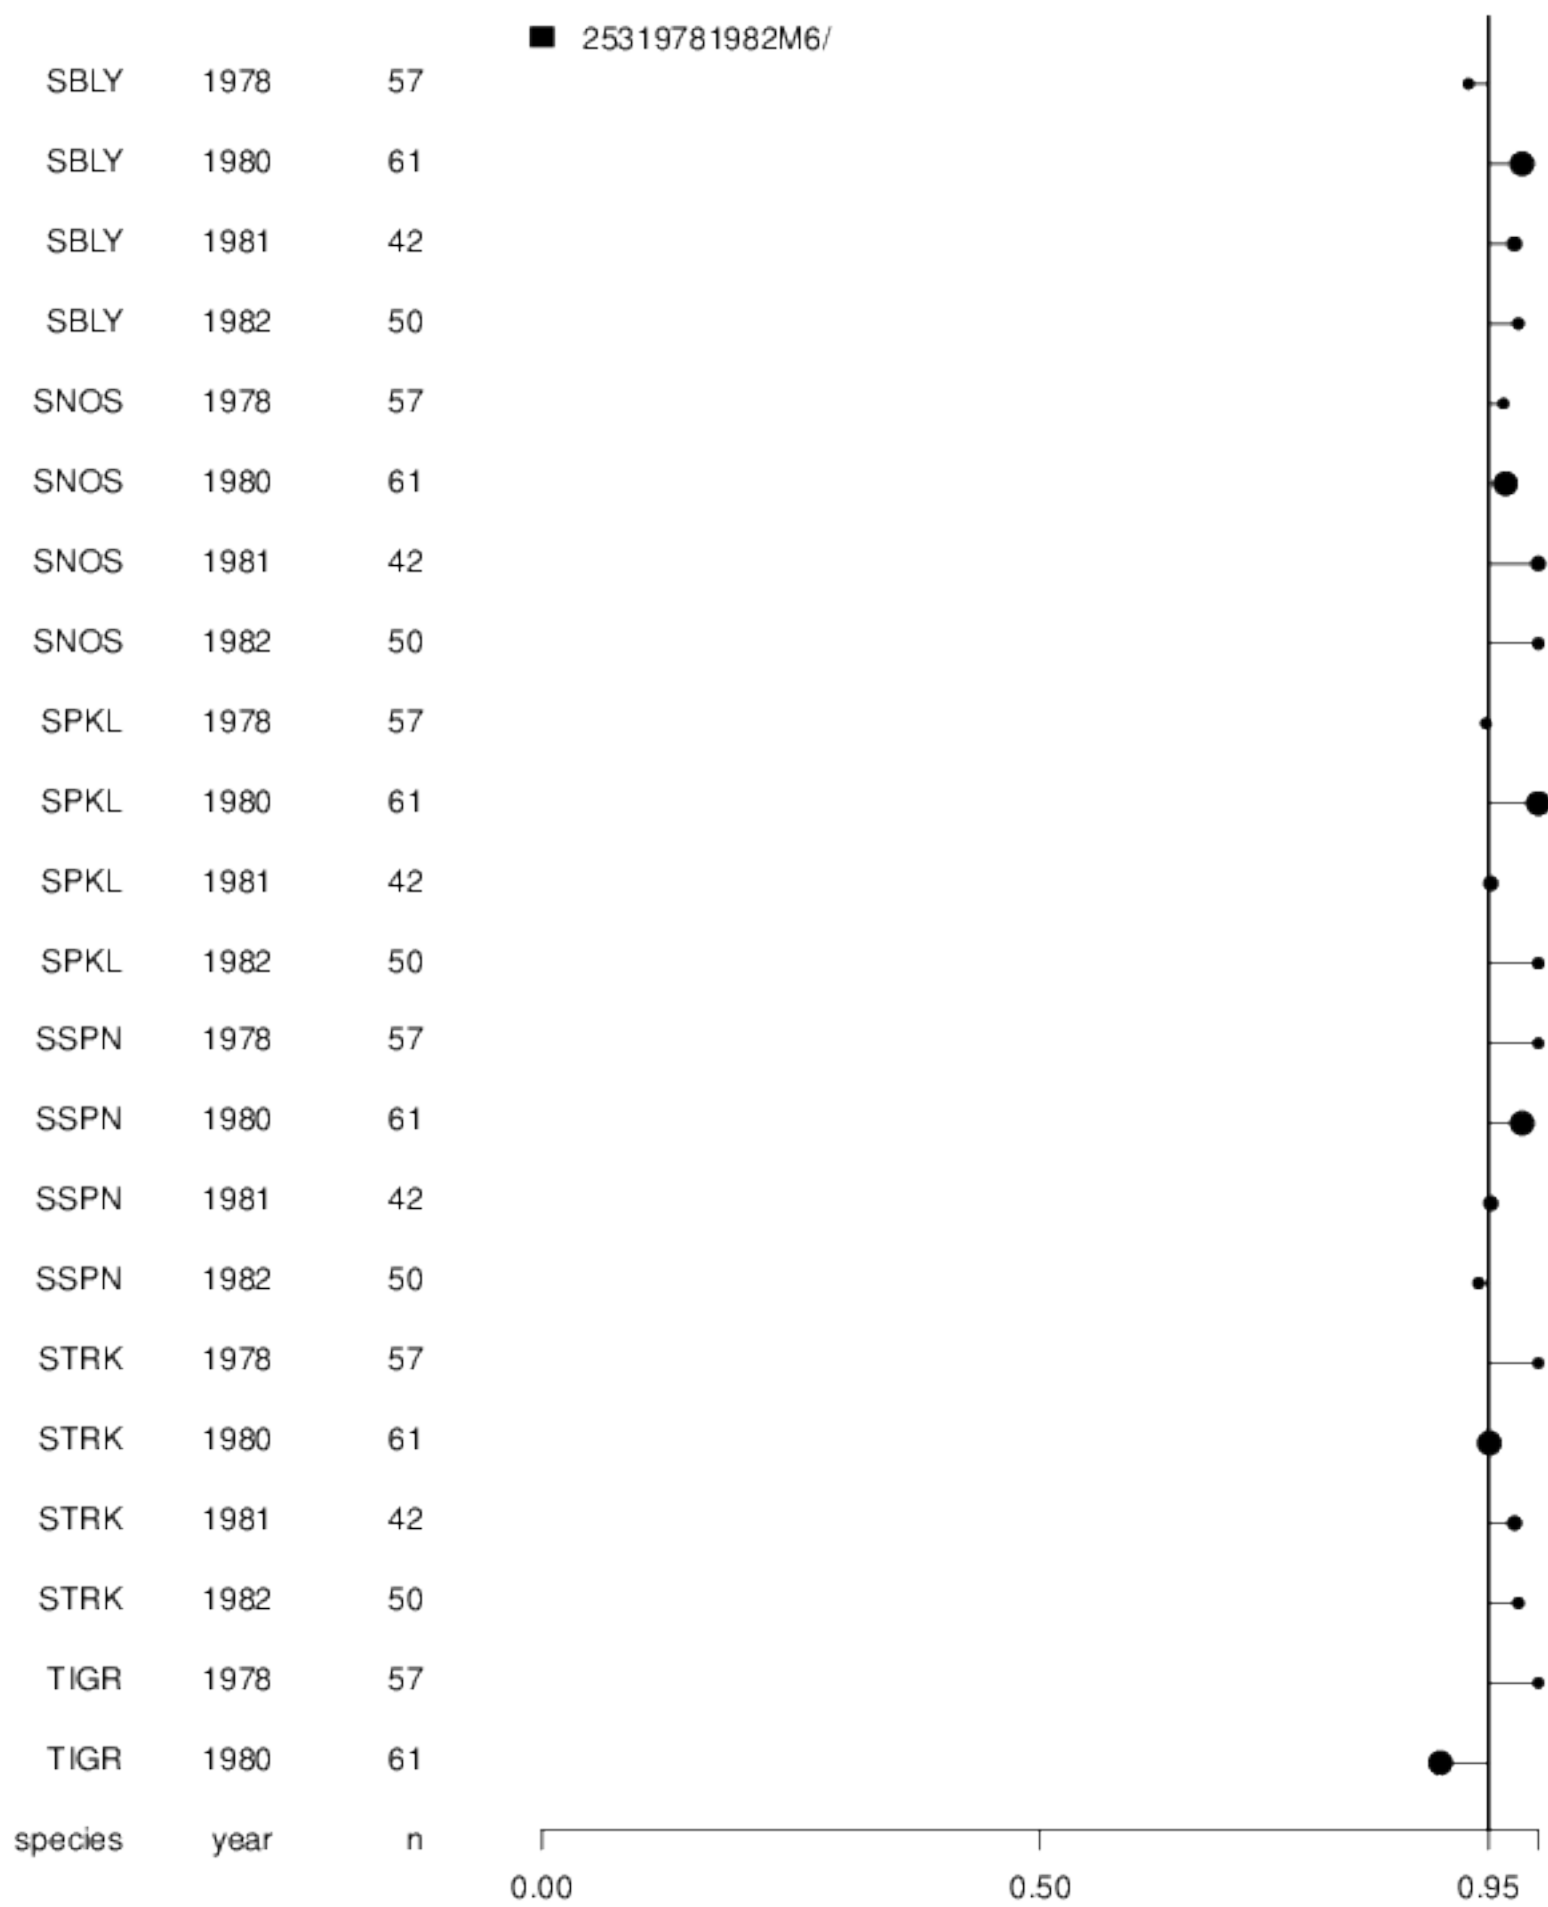 25319781982M6/
SBLY 1978 57
SBLY 1980 61
SBLY 1981 42
SBLY 1982 50
SNOS 1978 57
SNOS 1980 61
SNOS 1981 42
SNOS 1982 50
SPKL 1978 57
SPKL 1980 61
SPKL 1981 42
SPKL 1982 50
SSPN 1978 57
SSPN 1980 61
SSPN 1981 42
SSPN 1982 50
STRK 1978 57
STRK 1980 61
STRK 1981 42
STRK 1982 50
TIGR 1978 57
TIGR 1980 61
species year n
0.00 0.50 0.95